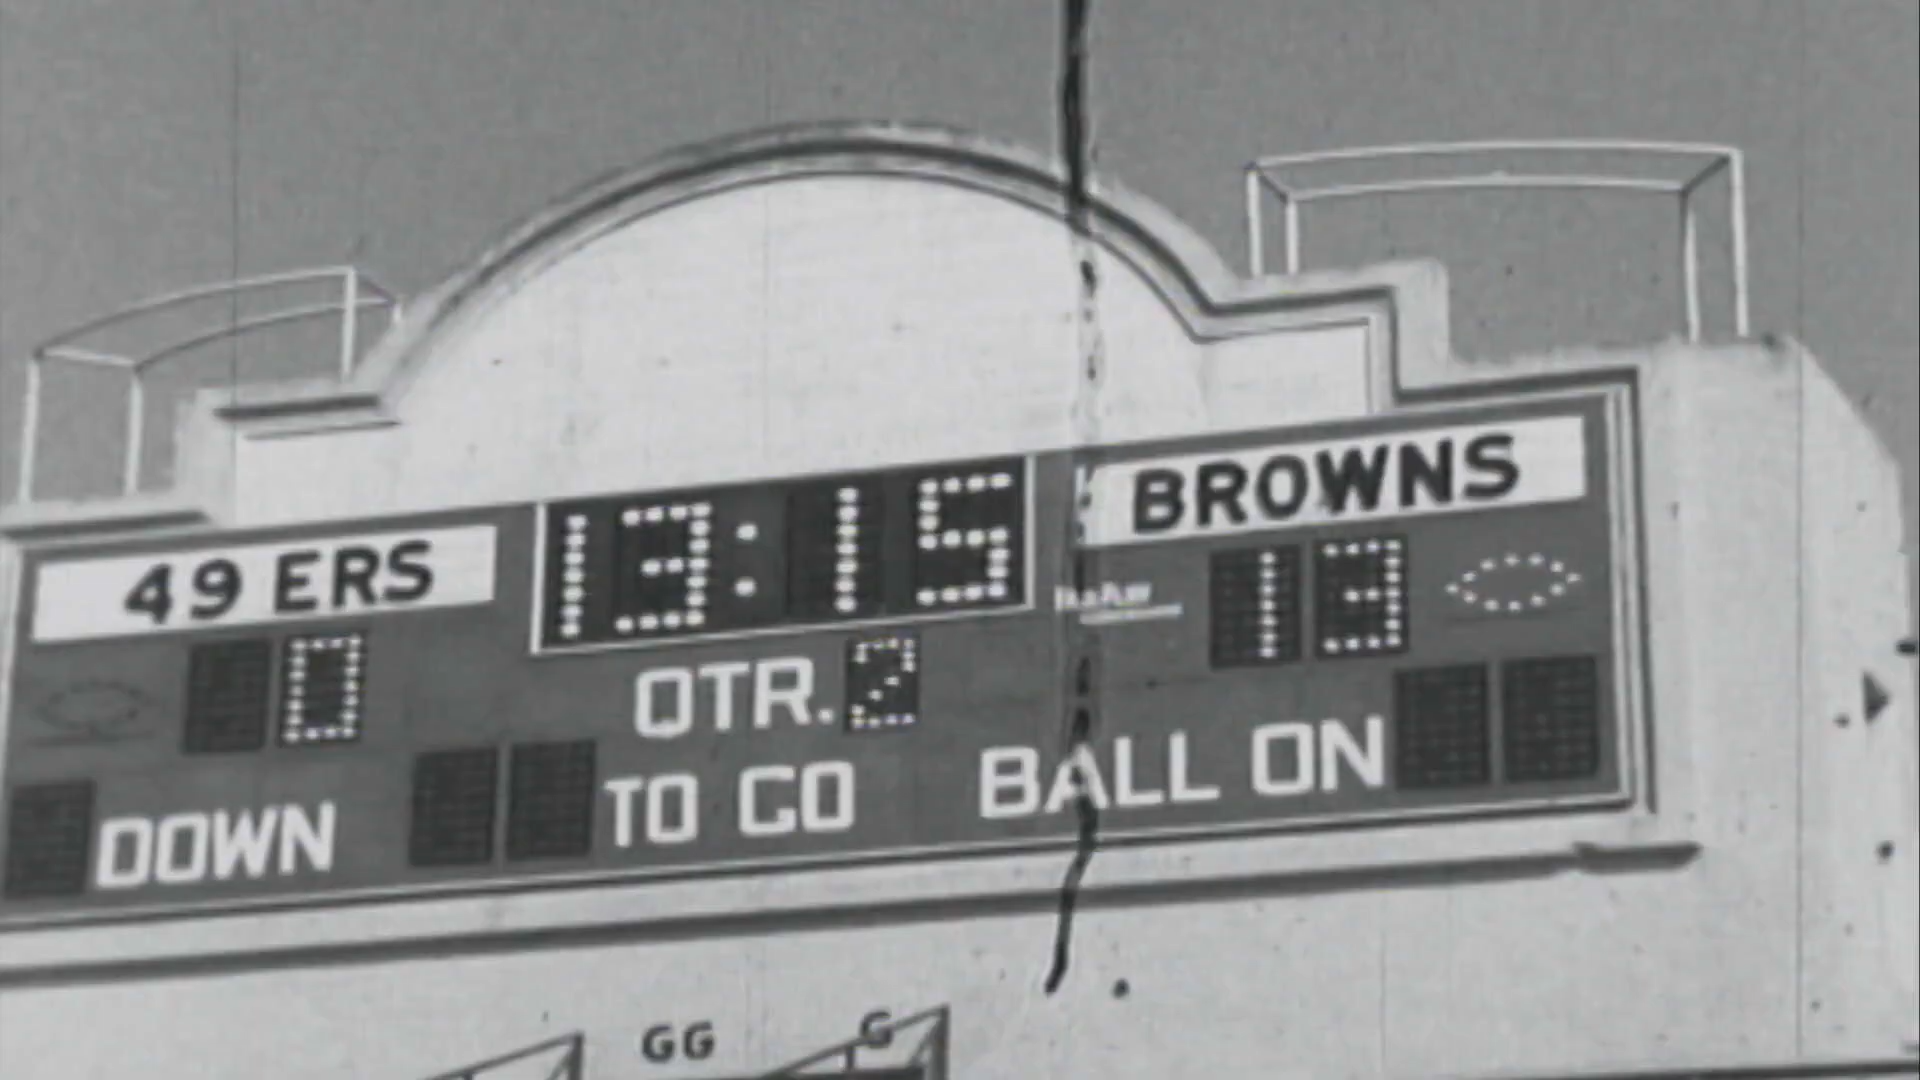 49 ERS
13:15
BROWNS
0
QTR. 2
13
DOWN
TO GO
BALL ON
GG
G